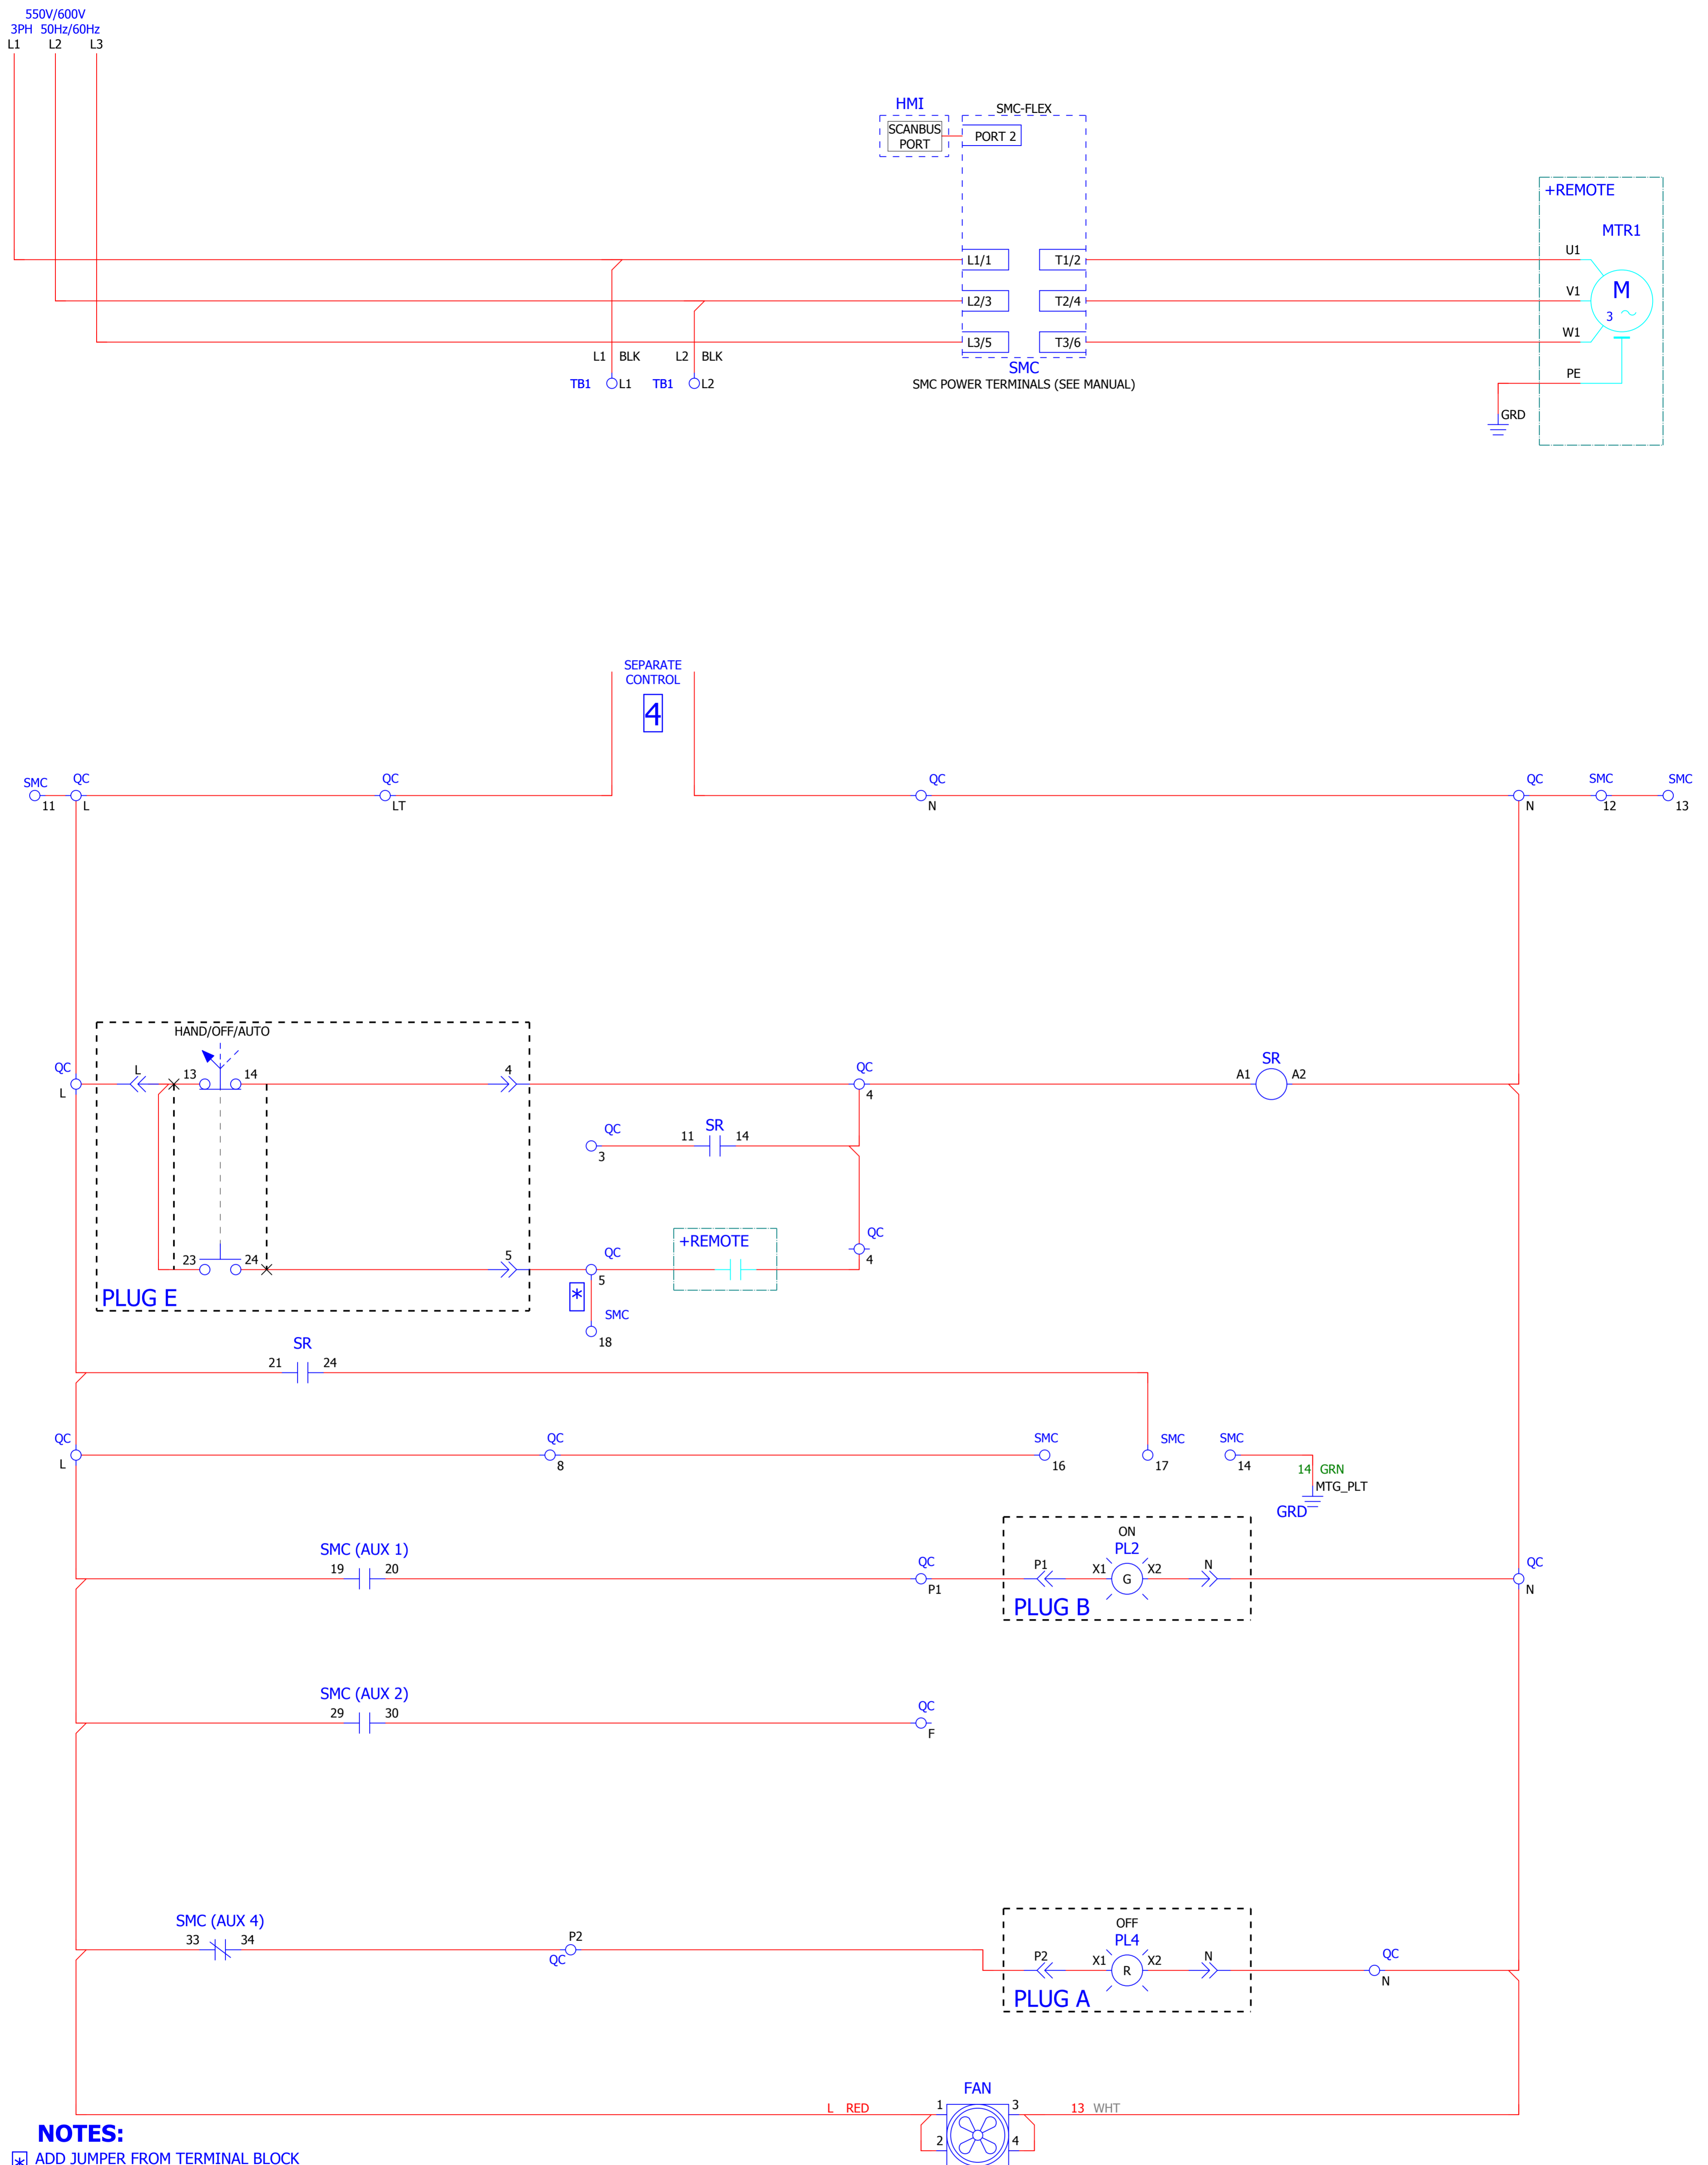 550V/600V
3PH 50Hz/60Hz
L1 L2 L3
HMI
SCANBUS
PORT
SMC-FLEX
PORT 2
L1/1 T1/2
L2/3 T2/4
L3/5 T3/6
SMC
SMC POWER TERMINALS (SEE MANUAL)
+REMOTE
MTR1
U1
V1
W1
PE
M
3
GRD
L1 BLK L2 BLK
TB1 L1 TB1 L2
SEPARATE
CONTROL
4
SMC QC QC QC QC SMC SMC
11 L LT N N 12 13
HAND/OFF/AUTO
QC L 13 14 4 QC SR
L 4 A1 A2
QC SR
3 11 14
QC
4
23 24 5 QC +REMOTE
5
PLUG E
*
SMC
18
SR
21 24
QC QC SMC SMC SMC
L 8 16 17 14
14 GRN
MTG_PLT
GRD
SMC (AUX 1)
19 20
QC
P1
ON
PL2
P1 X1 G X2 N
PLUG B
QC
N
SMC (AUX 2)
29 30
QC
F
SMC (AUX 4)
33 34
P2
QC
OFF
PL4
P2 X1 R X2 N
PLUG A
QC
N
FAN
L RED 1 3 13 WHT
2 4
NOTES:
* ADD JUMPER FROM TERMINAL BLOCK